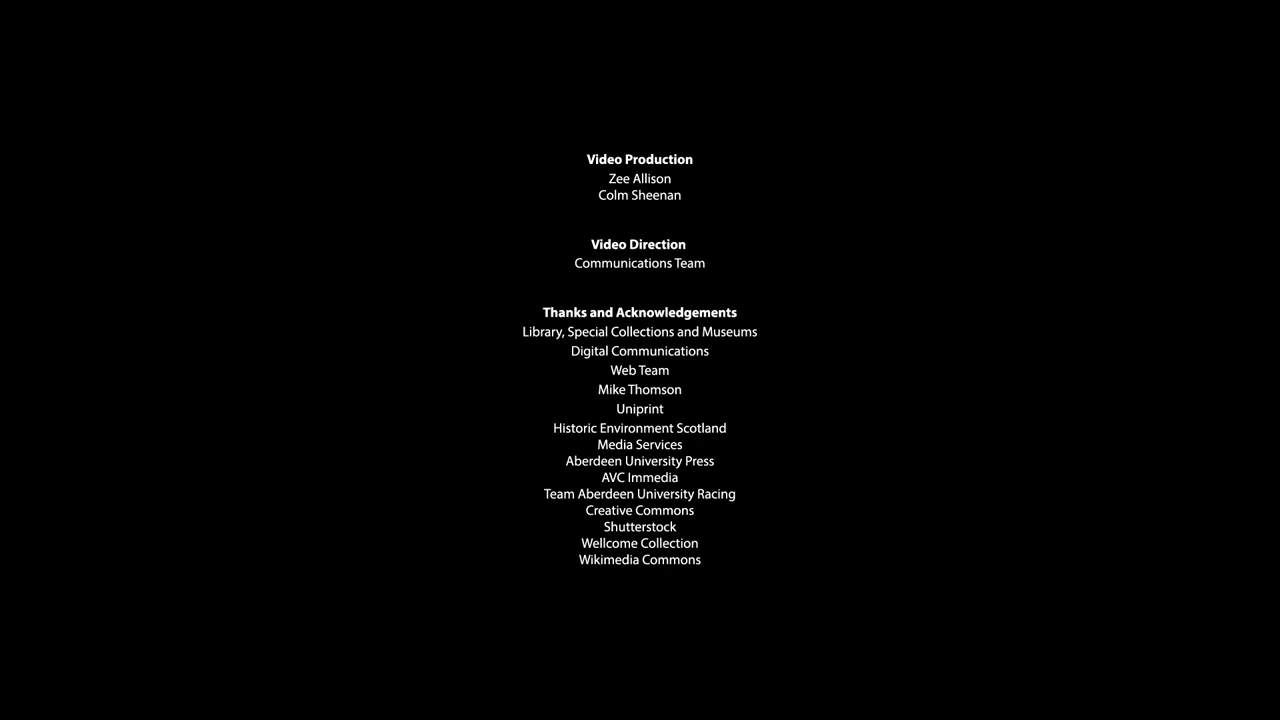 Video Production
Zee Allison
Colm Sheenan
Video Direction
Communications Team
Thanks and Acknowledgements
Library, Special Collections and Museums
Digital Communications
Web Team
Mike Thomson
Uniprint
Historic Environment Scotland
Media Services
Aberdeen University Press
AVC Immedia
Team Aberdeen University Racing
Creative Commons
Shutterstock
Wellcome Collection
Wikimedia Commons